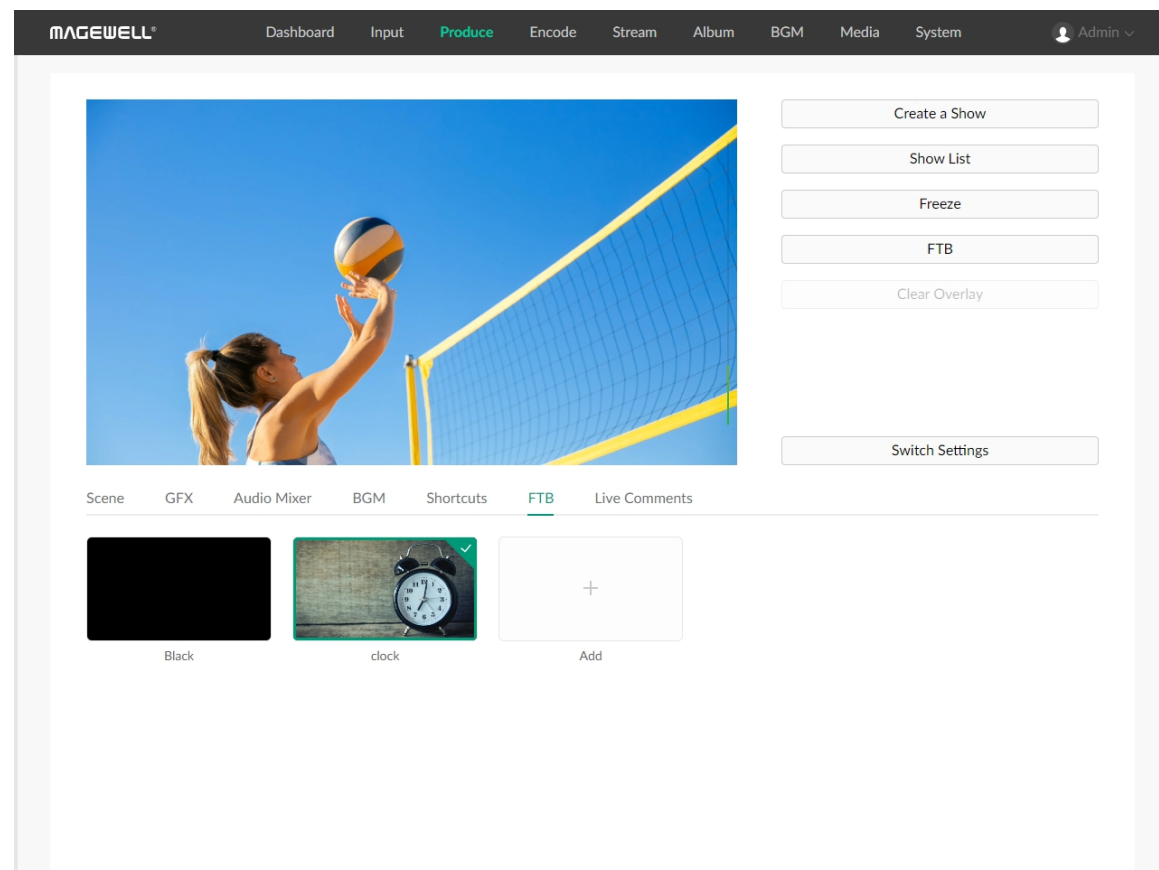 MAGEWELL®
Dashboard Input Produce Encode Stream Album BGM Media System Admin
Create a Show
Show List
Freeze
FTB
Clear Overlay
Switch Settings
Scene GFX Audio Mixer BGM Shortcuts FTB Live Comments
Black clock Add